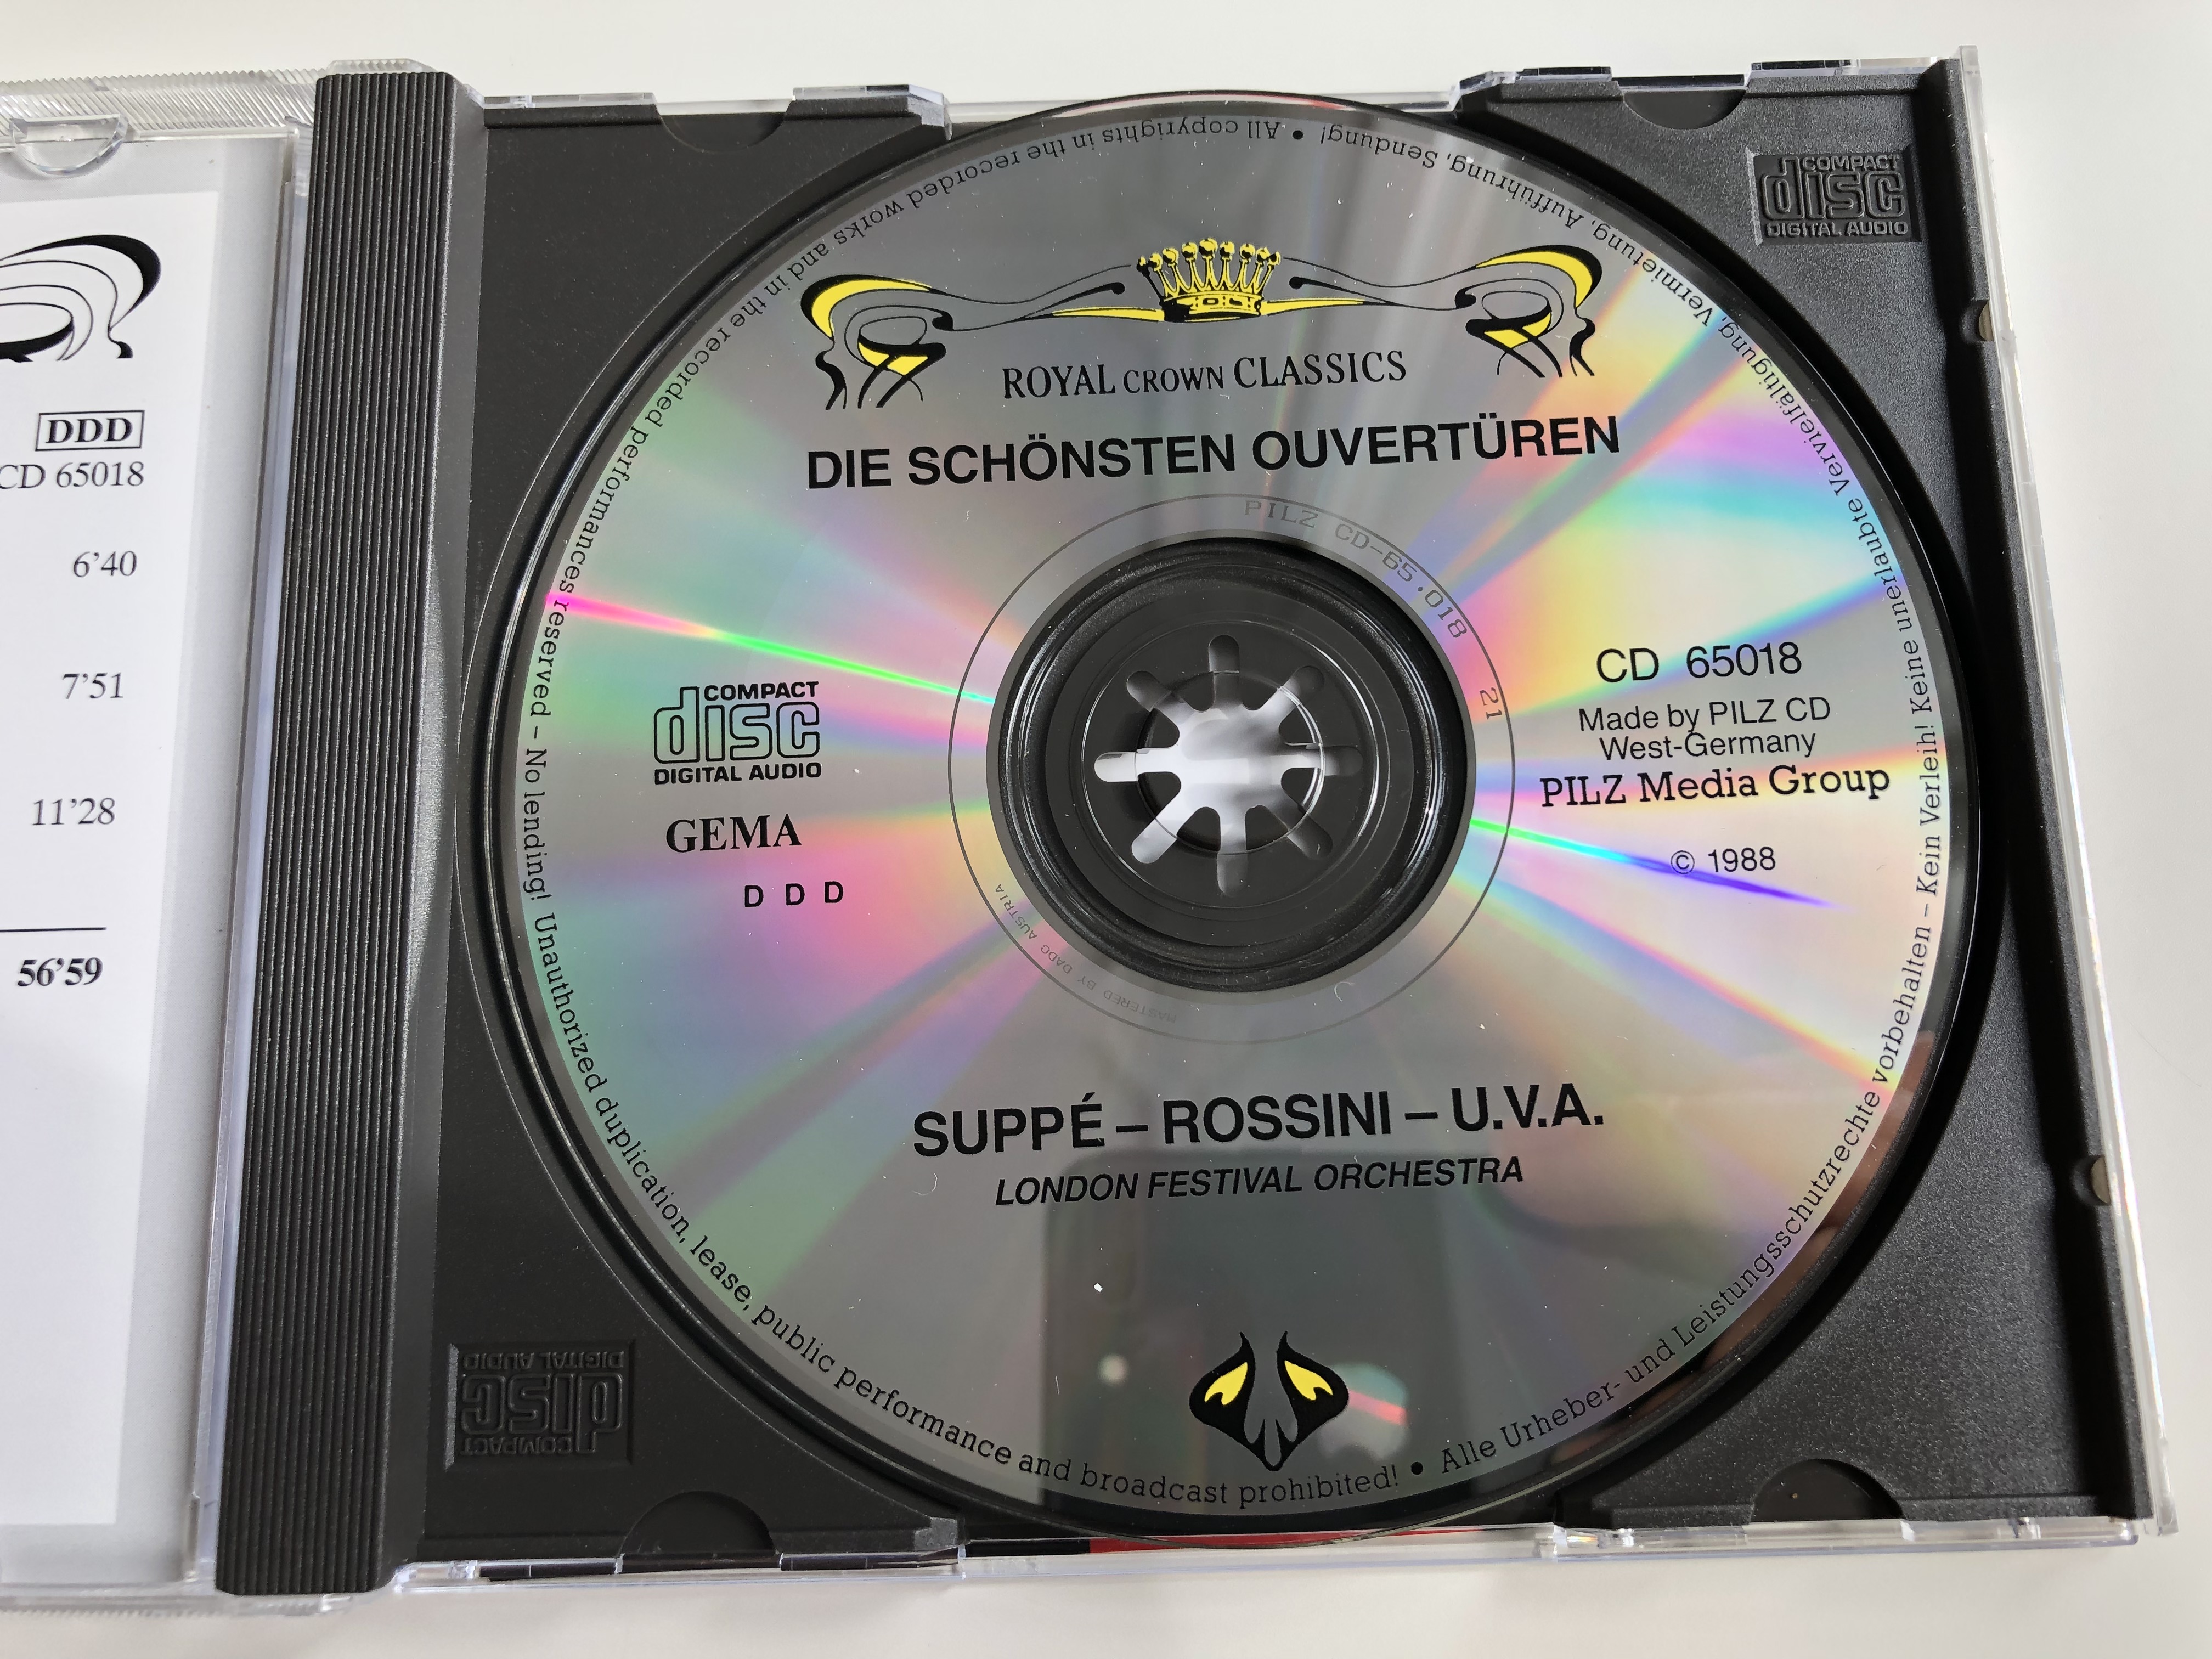 DDD
CD 65018
6'40
7'51
11'28
56'59
COMPACT
disc
DIGITAL AUDIO
ROYAL CROWN CLASSICS
DIE SCHÖNSTEN OUVERTÜREN
PILZ CD-65.018 21
COMPACT
disc
DIGITAL AUDIO
GEMA
D D D
CD 65018
Made by PILZ CD
West-Germany
PILZ Media Group
© 1988
MASTERED BY DADC AUSTRIA
SUPPÉ – ROSSINI – U.V.A.
LONDON FESTIVAL ORCHESTRA
• All copyrights in the recorded works and in the recorded performances reserved – No lending! Unauthorized duplication, lease, public performance and broadcast prohibited!
• Alle Urheber- und Leistungsschutzrechte vorbehalten – Kein Verleih! Keine unerlaubte Vervielfältigung, Vermietung, Aufführung, Sendung!
COMPACT
disc
DIGITAL AUDIO